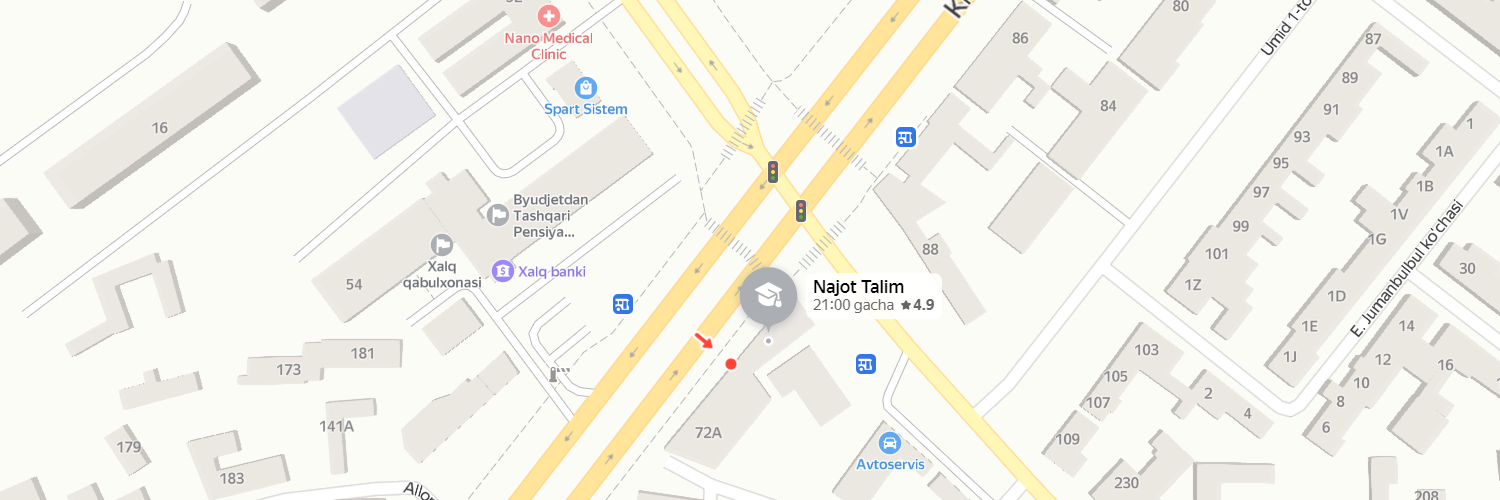 Nano Medical
Clinic
Spart Sistem
16
Byudjetdan
Tashqari
Pensiya...
Xalq
qabulxonasi
Xalq banki
54
173
181
141A
179
183
Najot Talim
21:00 gacha ★4.9
72A
Avtoservis
86
80
84
88
Umid 1-to
87
89
91
93
95
97
99
101
1Z
1
1A
1B
1V
1G
1D
1E
1J
E. Jumanbulbul ko'chasi
30
14
12
10
8
6
16
103
105
107
109
2
4
230
208